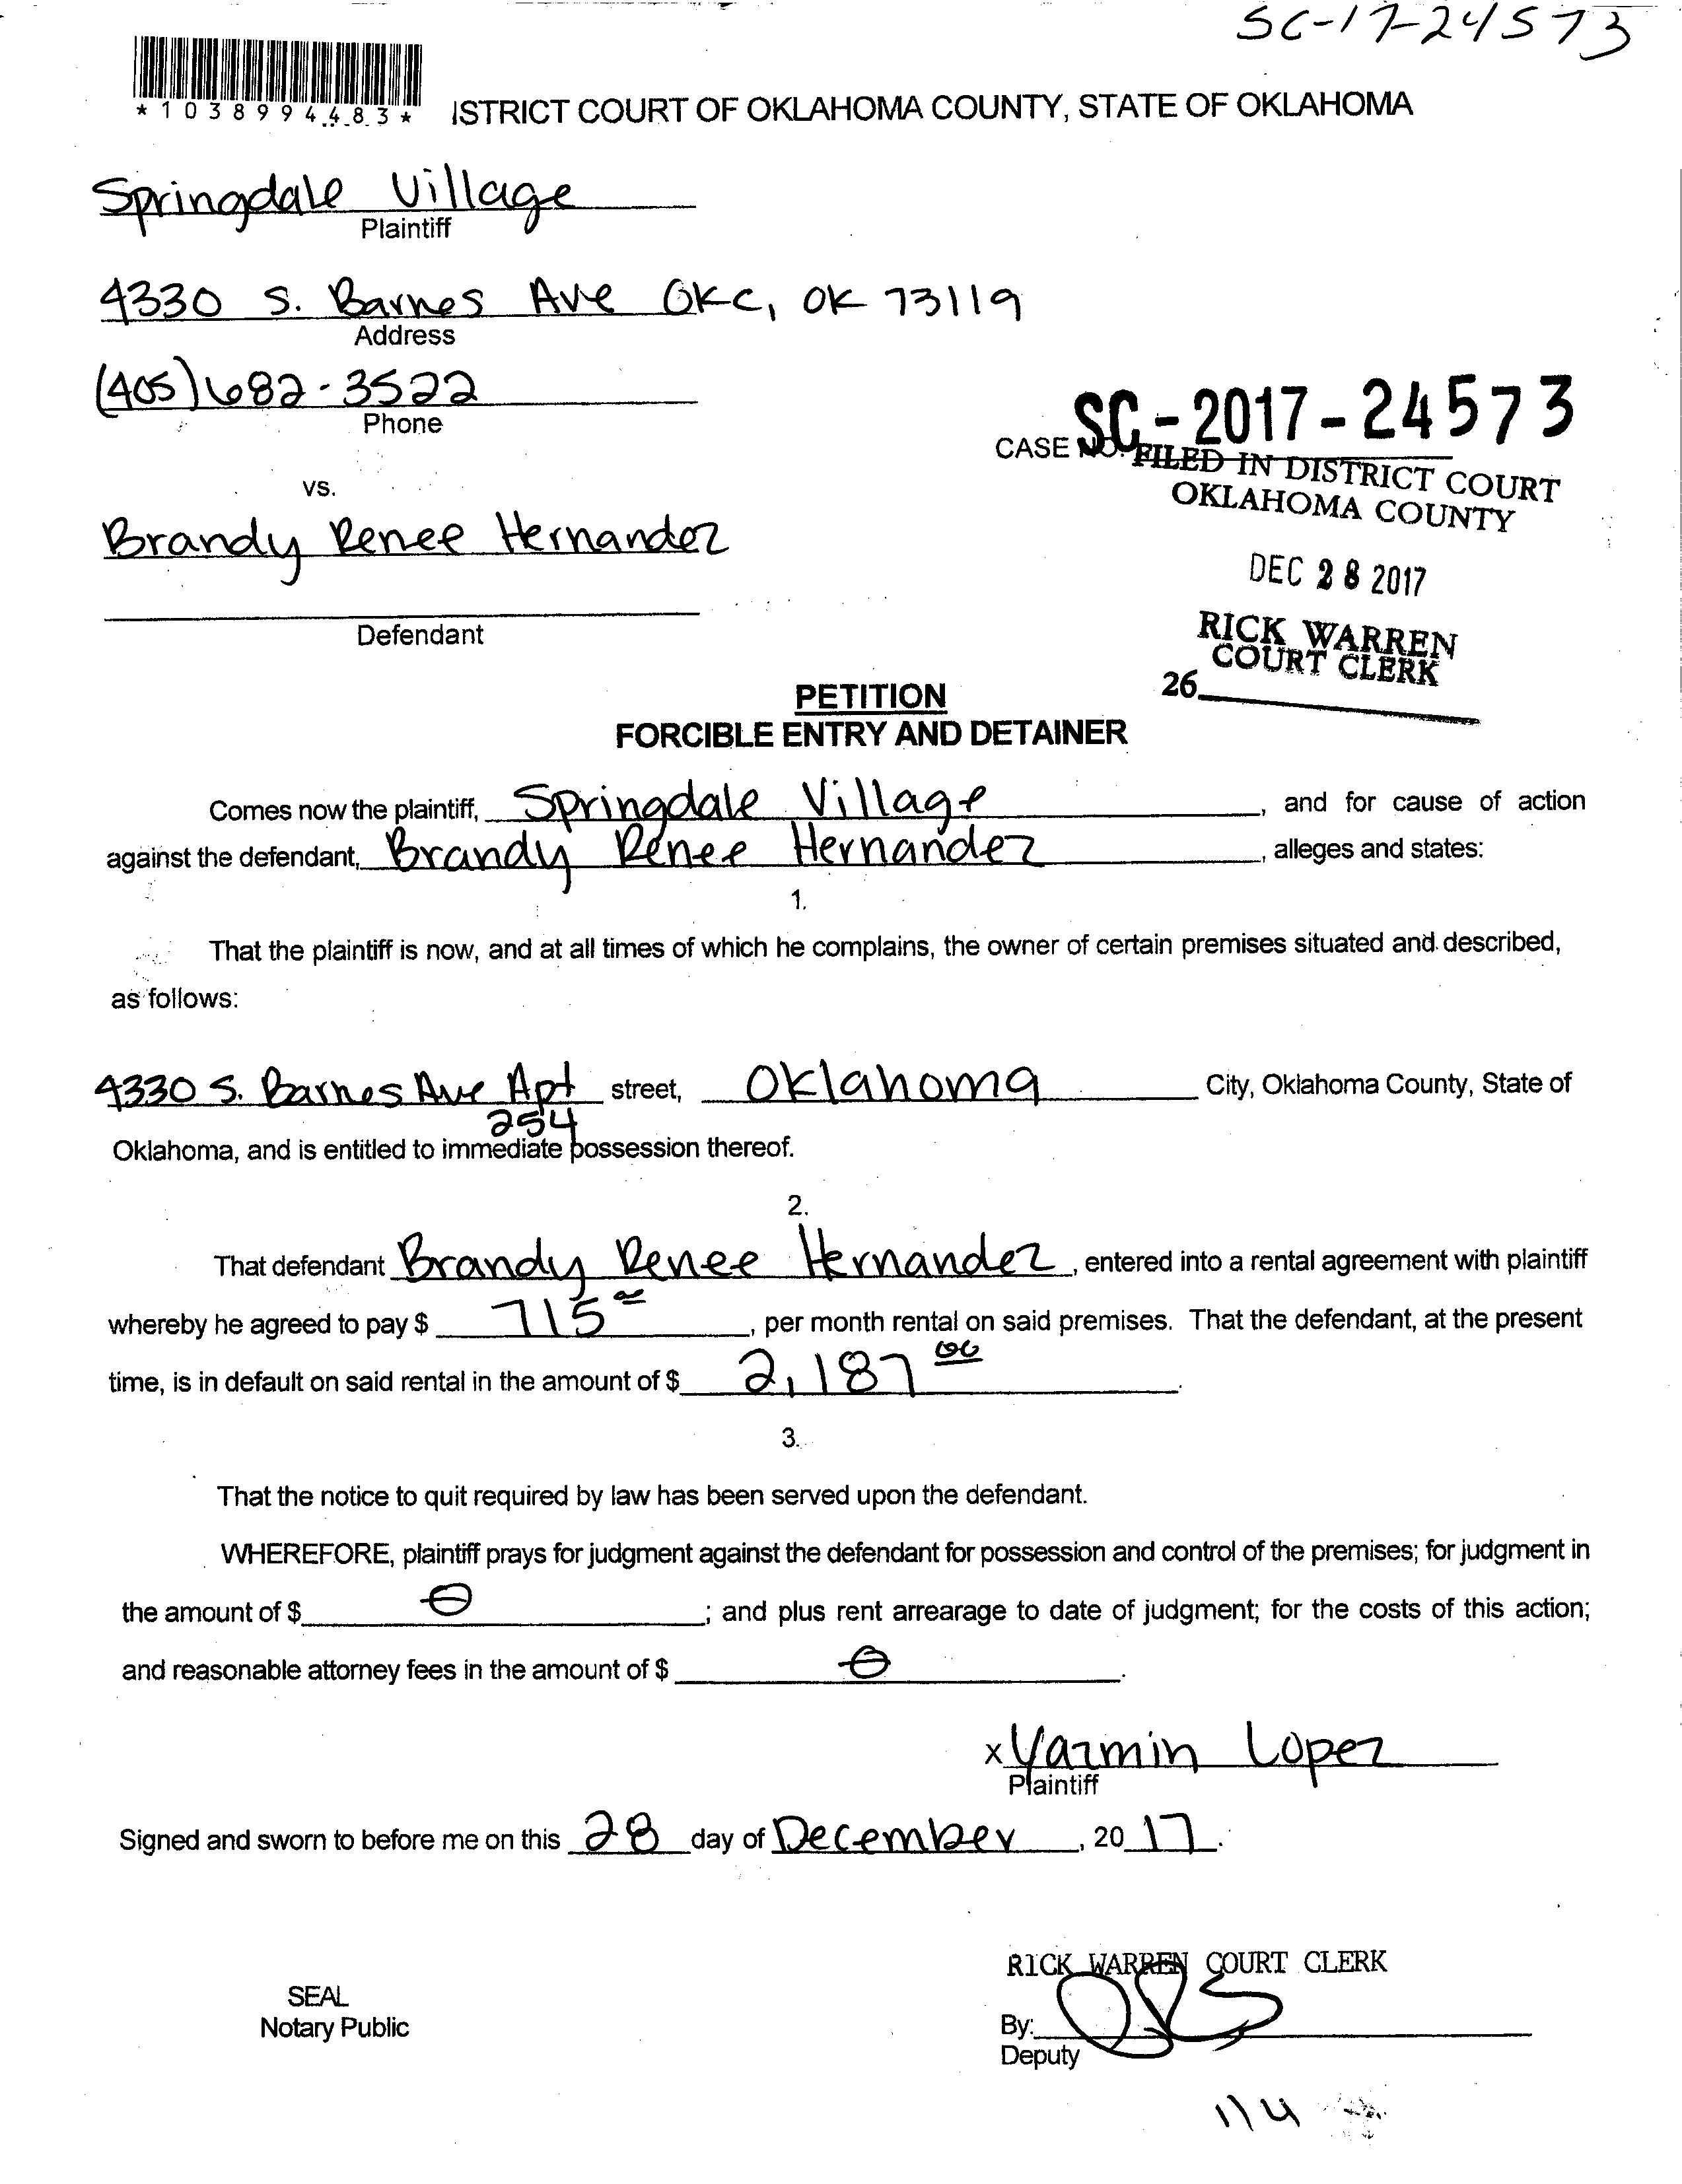 SC-17-24573
*1038994483* ISTRICT COURT OF OKLAHOMA COUNTY, STATE OF OKLAHOMA
Springdale Village
Plaintiff
4330 S. Barnes Ave OKC, OK 73119
Address
(405) 682-3522
Phone
SC-2017-24573
CASE NO.
FILED IN DISTRICT COURT
OKLAHOMA COUNTY
vs.
Brandy Renee Hernandez
DEC 28 2017
Defendant
RICK WARREN
COURT CLERK
26
PETITION
FORCIBLE ENTRY AND DETAINER
Comes now the plaintiff, Springdale Village, and for cause of action
against the defendant, Brandy Renee Hernandez, alleges and states:
1.
That the plaintiff is now, and at all times of which he complains, the owner of certain premises situated and described,
as follows:
4330 S. Barnes Ave Apt street, Oklahoma City, Oklahoma County, State of
254
Oklahoma, and is entitled to immediate possession thereof.
2.
That defendant Brandy Renee Hernandez, entered into a rental agreement with plaintiff
whereby he agreed to pay $ 715 00, per month rental on said premises. That the defendant, at the present
time, is in default on said rental in the amount of $ 2,187 00.
3.
That the notice to quit required by law has been served upon the defendant.
WHEREFORE, plaintiff prays for judgment against the defendant for possession and control of the premises; for judgment in
the amount of $ 0; and plus rent arrearage to date of judgment; for the costs of this action;
and reasonable attorney fees in the amount of $ 0.
x Yazmin Lopez
Plaintiff
Signed and sworn to before me on this 28 day of December, 2017.
RICK WARREN COURT CLERK
SEAL
Notary Public
By:
Deputy